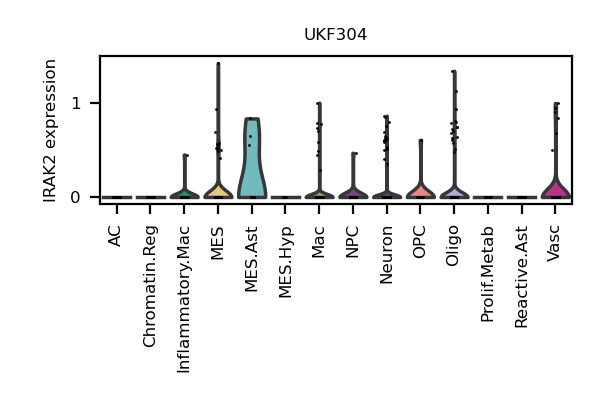 UKF304
IRAK2 expression
1
0
AC
Chromatin.Reg
Inflammatory.Mac
MES
MES.Ast
MES.Hyp
Mac
NPC
Neuron
OPC
Oligo
Prolif.Metab
Reactive.Ast
Vasc